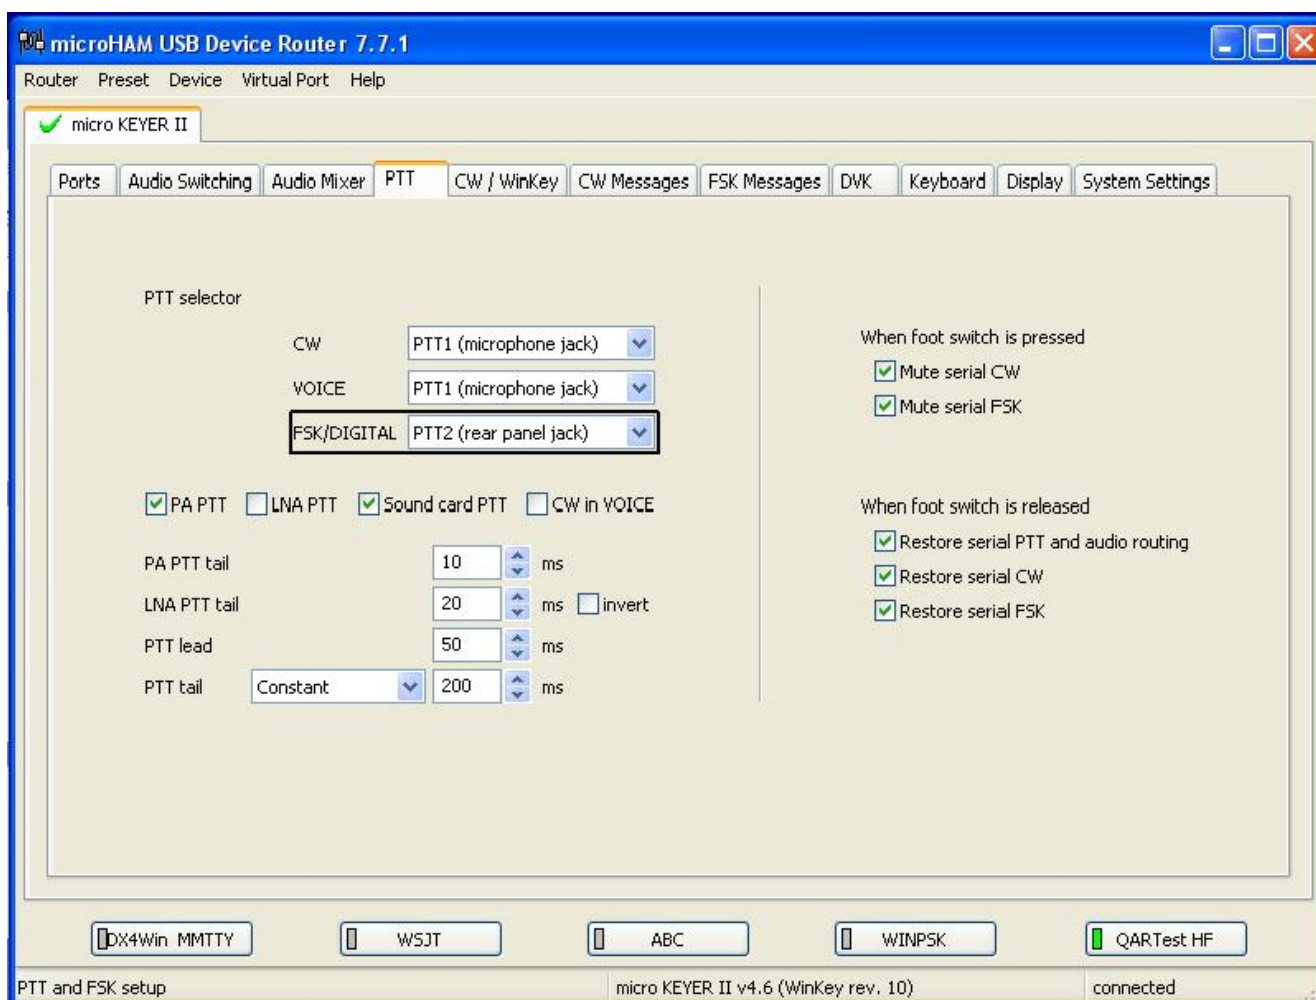 microHAM USB Device Router 7.7.1
Router Preset Device Virtual Port Help
micro KEYER II
Ports Audio Switching Audio Mixer PTT CW / WinKey CW Messages FSK Messages DVK Keyboard Display System Settings
PTT selector
CW PTT1 (microphone jack)
VOICE PTT1 (microphone jack)
FSK/DIGITAL PTT2 (rear panel jack)
PA PTT LNA PTT Sound card PTT CW in VOICE
PA PTT tail 10 ms
LNA PTT tail 20 ms invert
PTT lead 50 ms
PTT tail Constant 200 ms
When foot switch is pressed
Mute serial CW
Mute serial FSK
When foot switch is released
Restore serial PTT and audio routing
Restore serial CW
Restore serial FSK
DX4Win MMTTY WSJT ABC WINPSK QARTest HF
PTT and FSK setup micro KEYER II v4.6 (WinKey rev. 10) connected